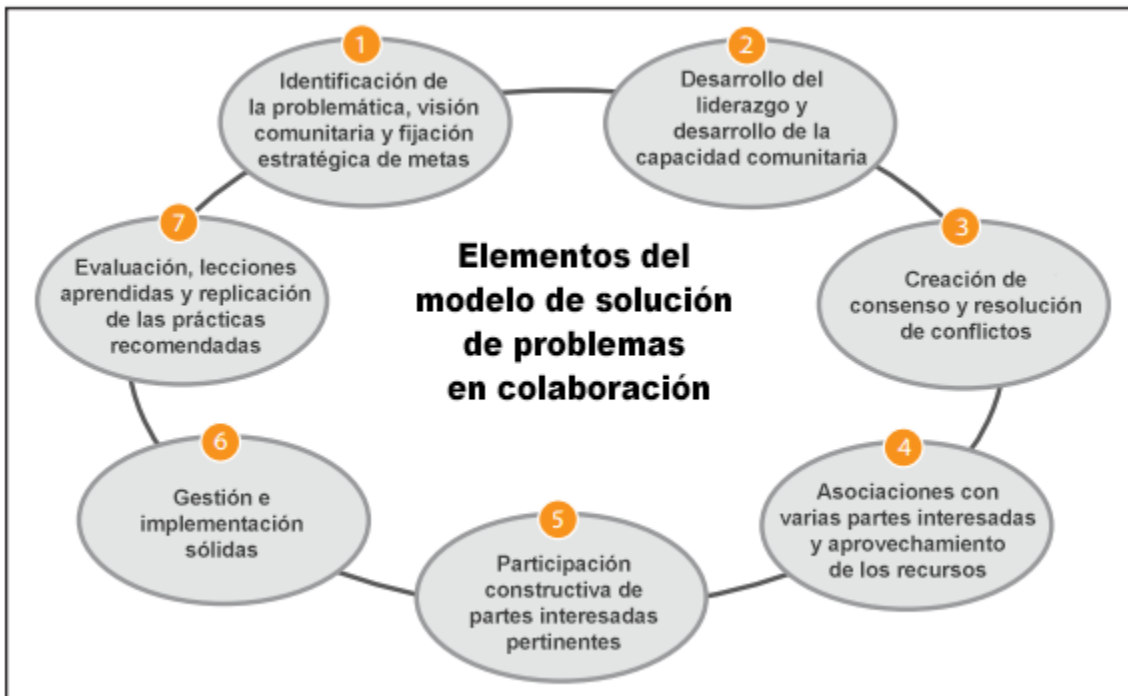 Elementos del
modelo de solución
de problemas
en colaboración
1
Identificación de
la problemática, visión
comunitaria y fijación
estratégica de metas
2
Desarrollo del
liderazgo y
desarrollo de la
capacidad comunitaria
3
Creación de
consenso y resolución
de conflictos
4
Asociaciones con
varias partes interesadas
y aprovechamiento
de los recursos
5
Participación
constructiva de
partes interesadas
pertinentes
6
Gestión e
implementación
sólidas
7
Evaluación, lecciones
aprendidas y replicación
de las prácticas
recomendadas